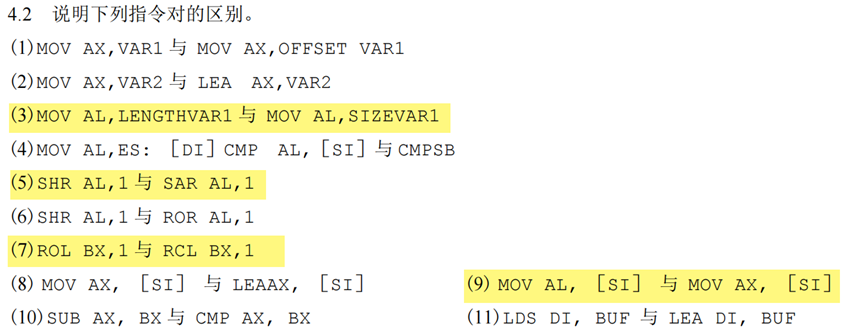 4.2 说明下列指令对的区别。
(1)MOV AX,VAR1 与 MOV AX,OFFSET VAR1
(2)MOV AX,VAR2 与 LEA AX,VAR2
(3)MOV AL,LENGTHVAR1 与 MOV AL,SIZEVAR1
(4)MOV AL,ES: [DI] CMP AL, [SI] 与 CMPSB
(5)SHR AL,1 与 SAR AL,1
(6)SHR AL,1 与 ROR AL,1
(7)ROL BX,1 与 RCL BX,1
(8) MOV AX, [SI] 与 LEAAX, [SI]
(9) MOV AL, [SI] 与 MOV AX, [SI]
(10)SUB AX, BX 与 CMP AX, BX
(11)LDS DI, BUF 与 LEA DI, BUF